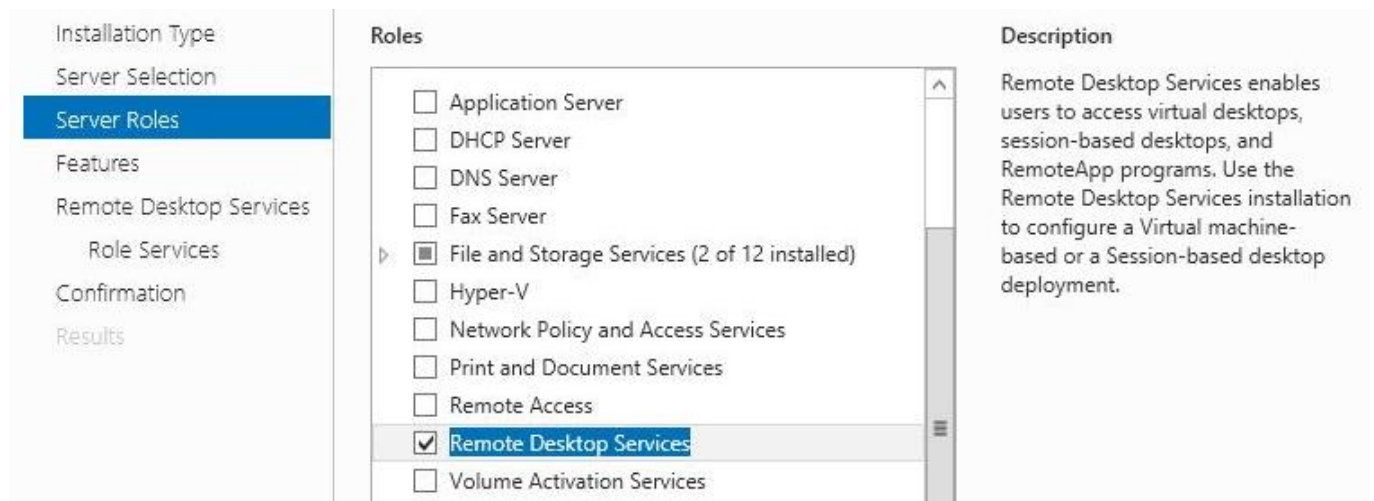 Installation Type
Server Selection
Server Roles
Features
Remote Desktop Services
Role Services
Confirmation
Results
Roles
Application Server
DHCP Server
DNS Server
Fax Server
File and Storage Services (2 of 12 installed)
Hyper-V
Network Policy and Access Services
Print and Document Services
Remote Access
Remote Desktop Services
Volume Activation Services
Description
Remote Desktop Services enables
users to access virtual desktops,
session-based desktops, and
RemoteApp programs. Use the
Remote Desktop Services installation
to configure a Virtual machine-
based or a Session-based desktop
deployment.